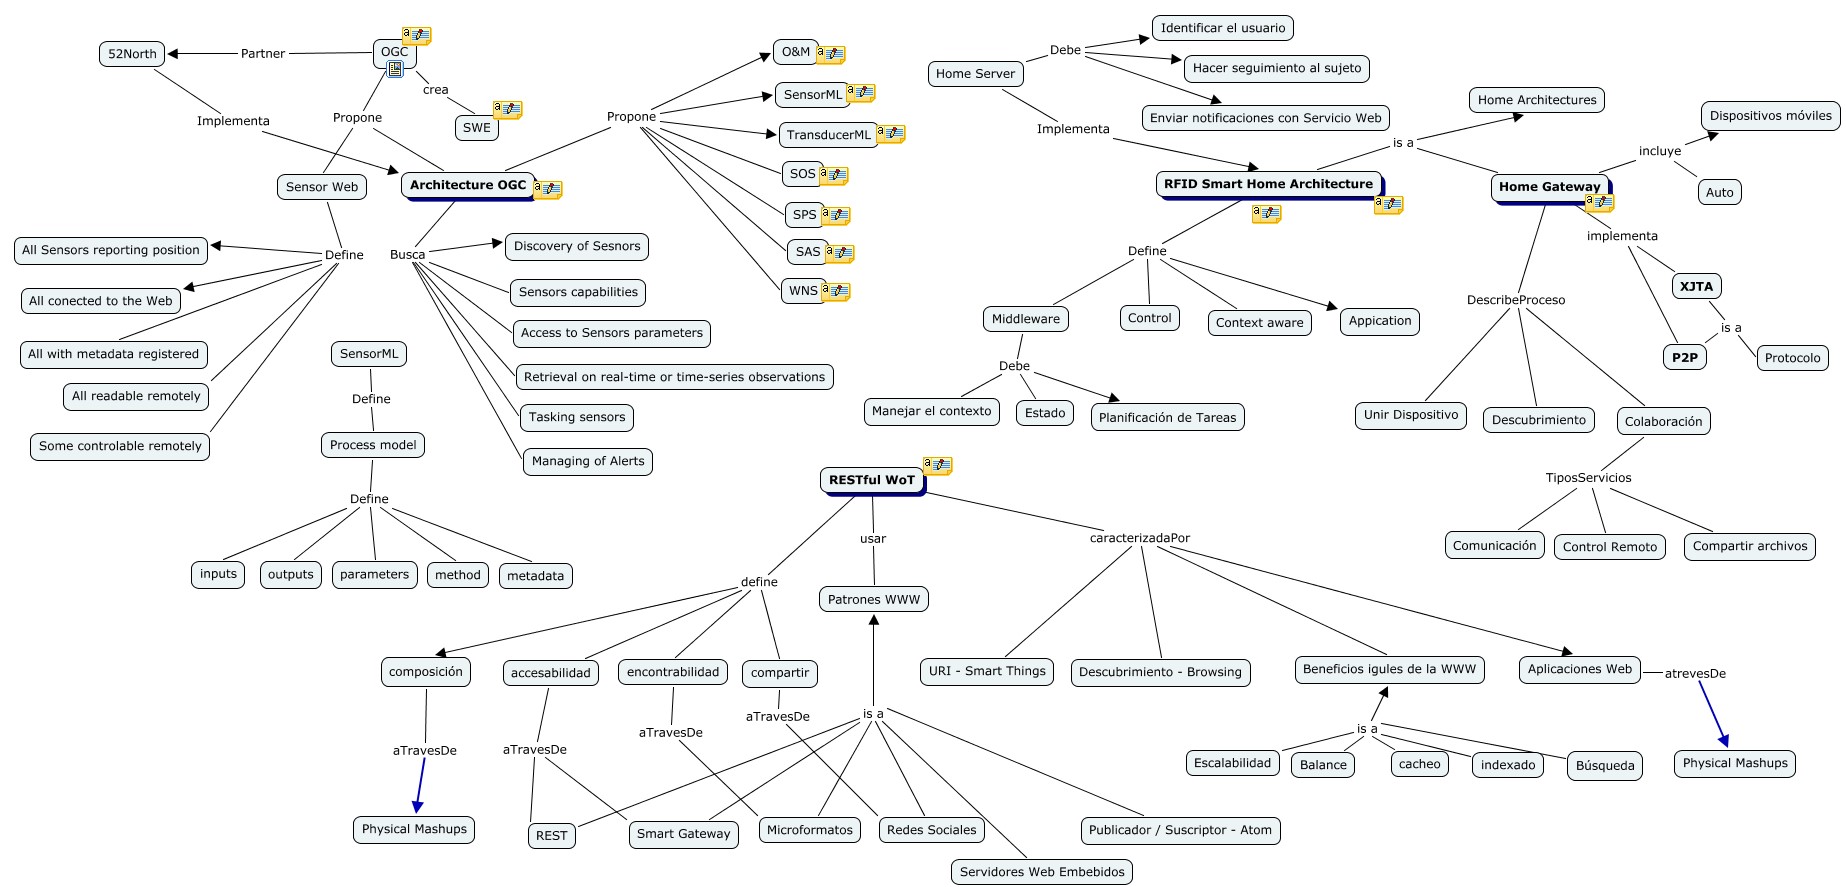 52North
Partner
OGC
crea
SWE
Implementa
Propone
Sensor Web
Architecture OGC
Propone
O&M
SensorML
TransducerML
SOS
SPS
SAS
WNS
Define
All Sensors reporting position
All conected to the Web
All with metadata registered
All readable remotely
Some controlable remotely
Busca
Discovery of Sesnors
Sensors capabilities
Access to Sensors parameters
Retrieval on real-time or time-series observations
Tasking sensors
Managing of Alerts
SensorML
Define
Process model
Define
inputs
outputs
parameters
method
metadata
Home Server
Debe
Identificar el usuario
Hacer seguimiento al sujeto
Enviar notificaciones con Servicio Web
Implementa
RFID Smart Home Architecture
is a
Home Architectures
Home Gateway
incluye
Dispositivos móviles
Auto
implementa
XJTA
is a
P2P
Protocolo
Define
Middleware
Control
Context aware
Appication
Debe
Manejar el contexto
Estado
Planificación de Tareas
DescribeProceso
Unir Dispositivo
Descubrimiento
Colaboración
TiposServicios
Comunicación
Control Remoto
Compartir archivos
RESTful WoT
define
usar
caracterizadaPor
Patrones WWW
composición
accesabilidad
encontrabilidad
compartir
URI - Smart Things
Descubrimiento - Browsing
Beneficios igules de la WWW
Aplicaciones Web
atrevesDe
aTravesDe
aTravesDe
aTravesDe
aTravesDe
is a
is a
Escalabilidad
Balance
cacheo
indexado
Búsqueda
Physical Mashups
Physical Mashups
REST
Smart Gateway
Microformatos
Redes Sociales
Publicador / Suscriptor - Atom
Servidores Web Embebidos